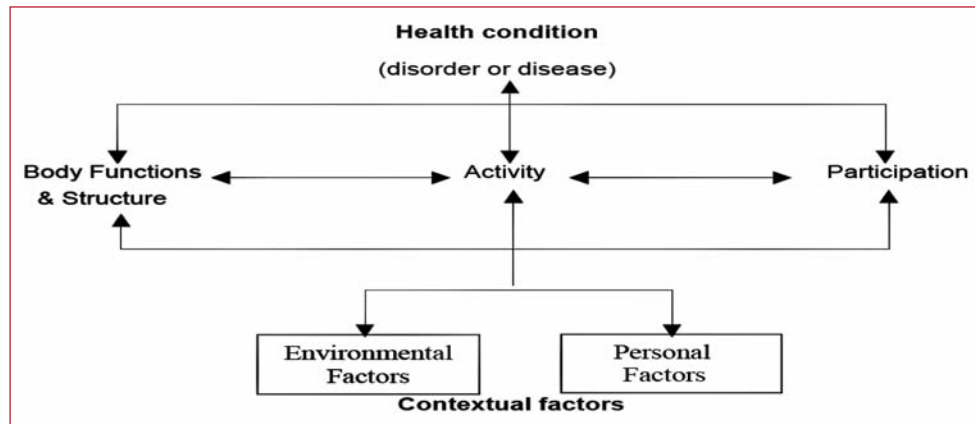 Health condition
(disorder or disease)
Body Functions
& Structure
Activity
Participation
Environmental
Factors
Personal
Factors
Contextual factors